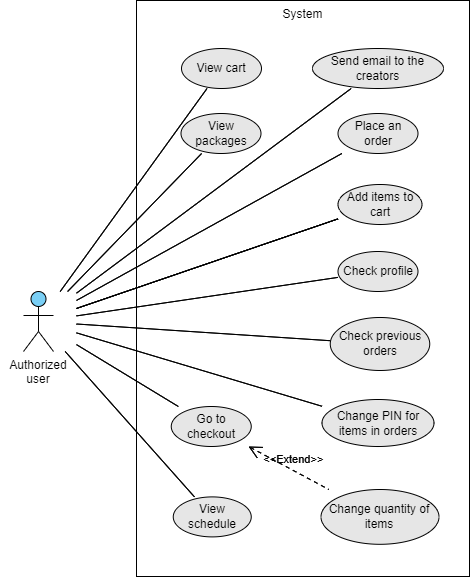 System
View cart
Send email to the
creators
View
packages
Place an
order
Add items to
cart
Check profile
Authorized
user
Check previous
orders
Go to
checkout
Change PIN for
items in orders
<<Extend>>
View
schedule
Change quantity of
items